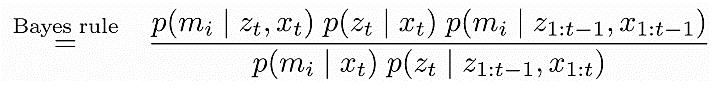 Bayes rule
= p(m_i | z_t, x_t) p(z_t | x_t) p(m_i | z_{1:t−1}, x_{1:t−1})
p(m_i | x_t) p(z_t | z_{1:t−1}, x_{1:t})